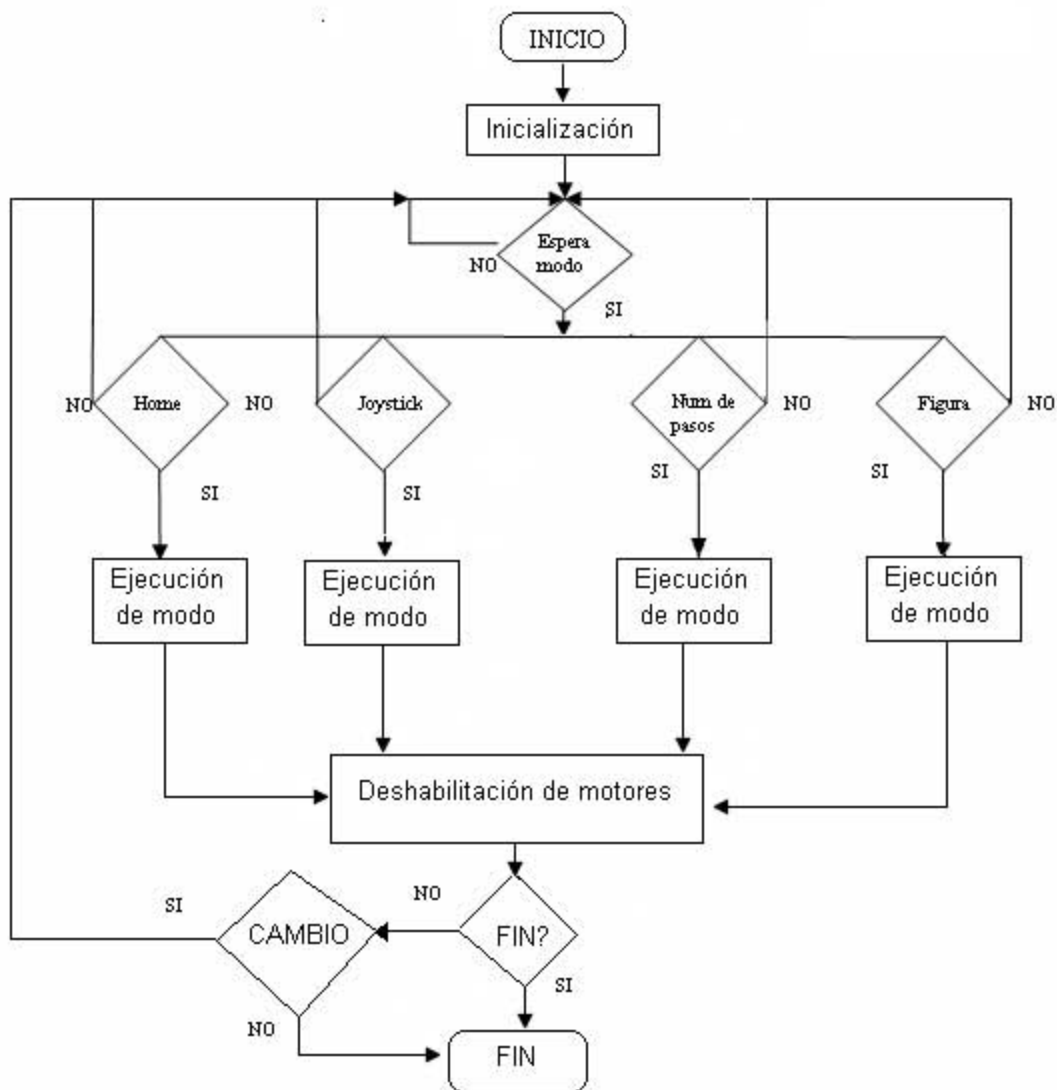 INICIO
Inicialización
Espera
modo
NO
SI
NO
Home
NO
Joystick
Num de
pasos
NO
Figura
NO
SI
SI
SI
SI
Ejecución
de modo
Ejecución
de modo
Ejecución
de modo
Ejecución
de modo
Deshabilitación de motores
SI
NO
CAMBIO
FIN?
SI
NO
FIN